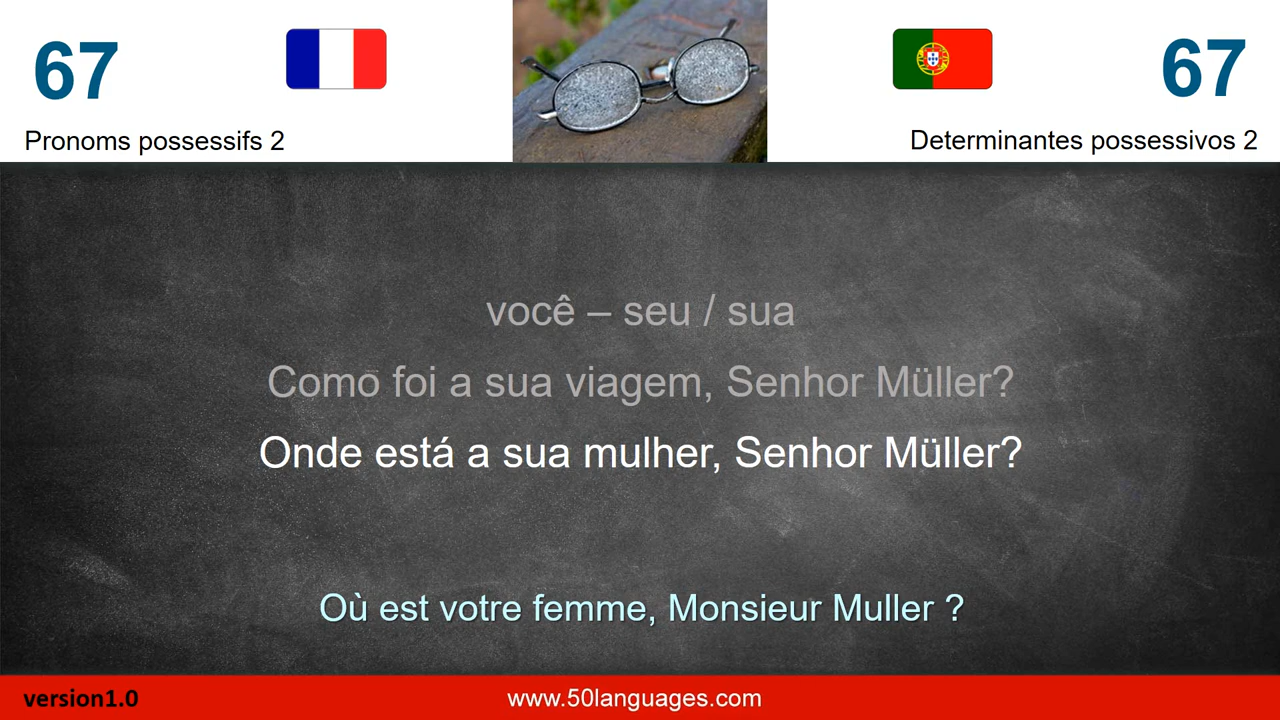 67
67
Pronoms possessifs 2
Determinantes possessivos 2
você – seu / sua
Como foi a sua viagem, Senhor Müller?
Onde está a sua mulher, Senhor Müller?
Où est votre femme, Monsieur Muller ?
version1.0
www.50languages.com